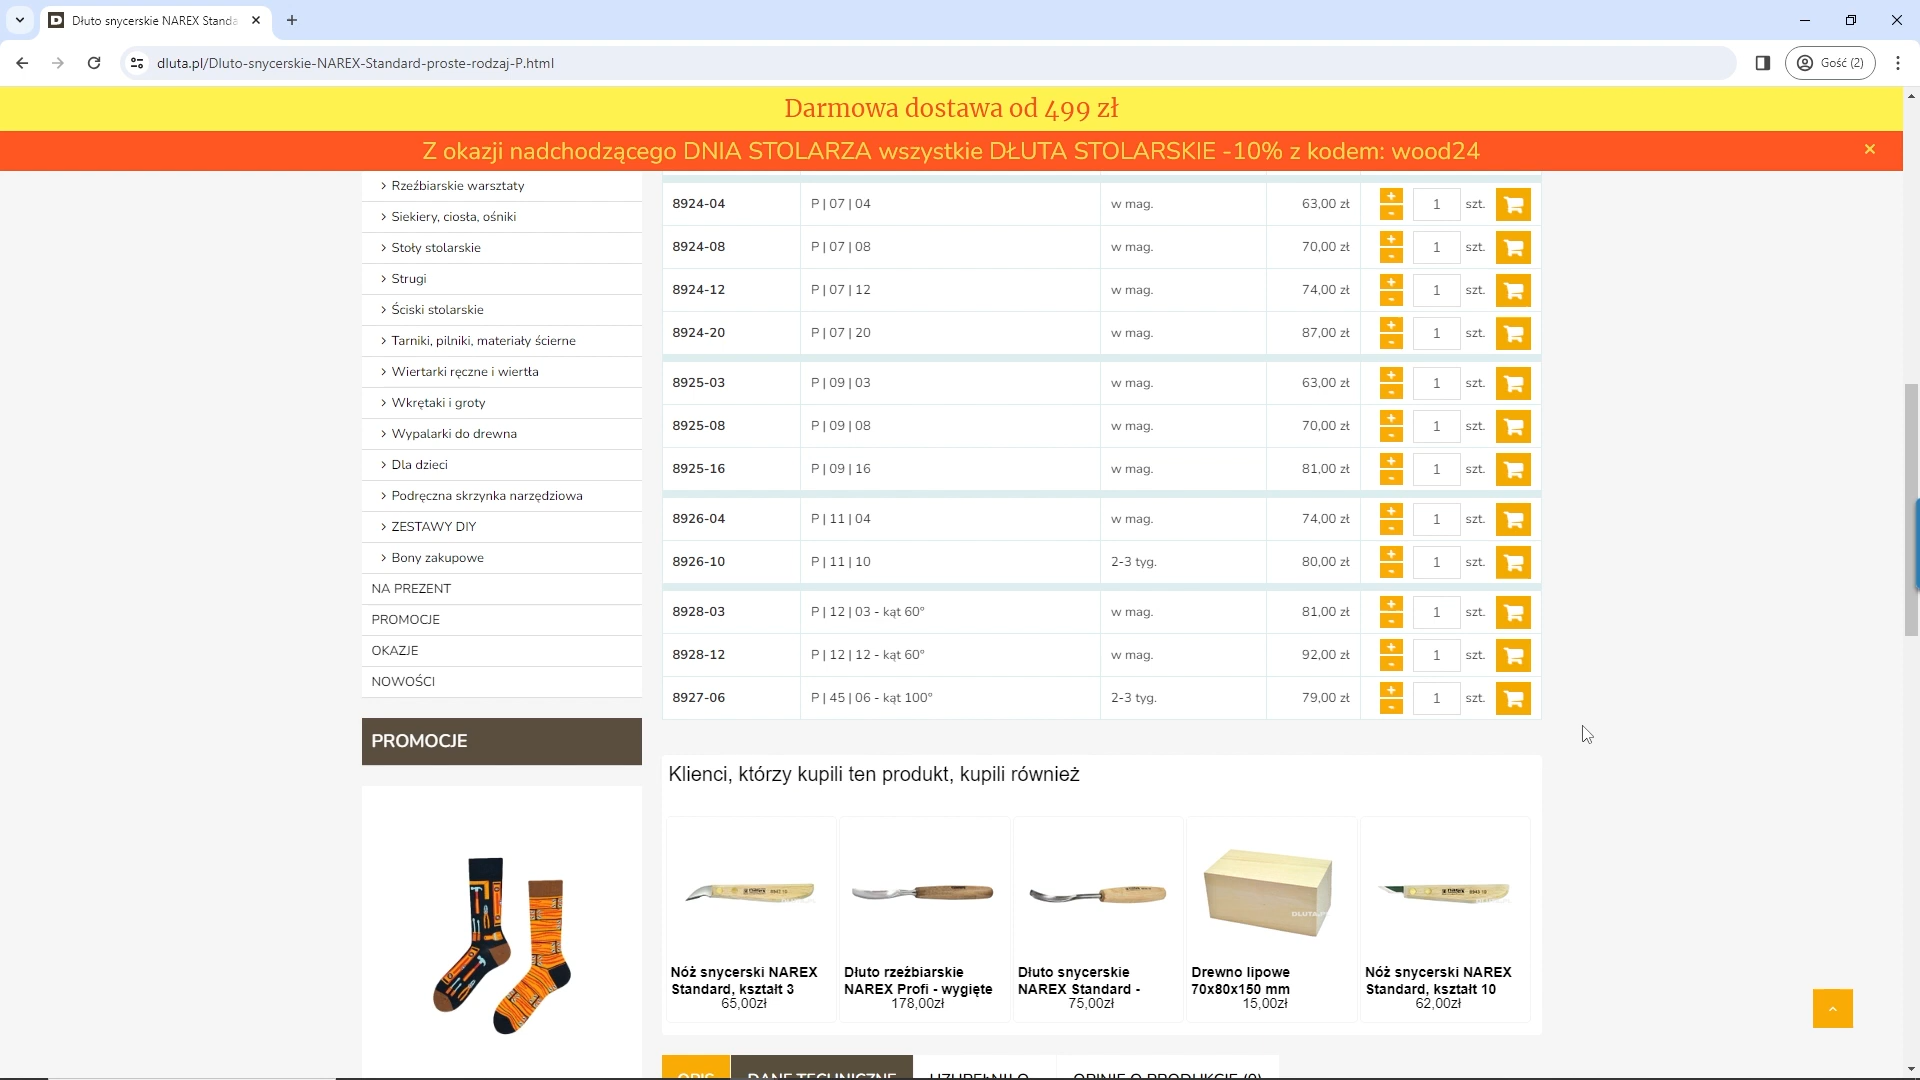 Dłuto snycerskie NAREX Standa
dluta.pl/Dluto-snycerskie-NAREX-Standard-proste-rodzaj-P.html
Gość (2)
Darmowa dostawa od 499 zł
Z okazji nadchodzącego DNIA STOLARZA wszystkie DŁUTA STOLARSKIE -10% z kodem: wood24
Rzeźbiarskie warsztaty
Siekiery, ciosła, ośniki
Stoły stolarskie
Strugi
Ściski stolarskie
Tarniki, pilniki, materiały ścierne
Wiertarki ręczne i wiertła
Wkrętaki i groty
Wypalarki do drewna
Dla dzieci
Podręczna skrzynka narzędziowa
ZESTAWY DIY
Bony zakupowe
NA PREZENT
PROMOCJE
OKAZJE
NOWOŚCI
PROMOCJE
8924-04 P | 07 | 04 w mag. 63,00 zł + - 1 szt.
8924-08 P | 07 | 08 w mag. 70,00 zł + - 1 szt.
8924-12 P | 07 | 12 w mag. 74,00 zł + - 1 szt.
8924-20 P | 07 | 20 w mag. 87,00 zł + - 1 szt.
8925-03 P | 09 | 03 w mag. 63,00 zł + - 1 szt.
8925-08 P | 09 | 08 w mag. 70,00 zł + - 1 szt.
8925-16 P | 09 | 16 w mag. 81,00 zł + - 1 szt.
8926-04 P | 11 | 04 w mag. 74,00 zł + - 1 szt.
8926-10 P | 11 | 10 2-3 tyg. 80,00 zł + - 1 szt.
8928-03 P | 12 | 03 - kąt 60° w mag. 81,00 zł + - 1 szt.
8928-12 P | 12 | 12 - kąt 60° w mag. 92,00 zł + - 1 szt.
8927-06 P | 45 | 06 - kąt 100° 2-3 tyg. 79,00 zł + - 1 szt.
Klienci, którzy kupili ten produkt, kupili również
Nóż snycerski NAREX
Standard, kształt 3
65,00zł
Dłuto rzeźbiarskie
NAREX Profi - wygięte
178,00zł
Dłuto snycerskie
NAREX Standard -
75,00zł
DLUTA.P
Drewno lipowe
70x80x150 mm
15,00zł
Nóż snycerski NAREX
Standard, kształt 10
62,00zł
OPIS
DANE TECHNICZNE
OPINIE O PRODUKCIE (0)